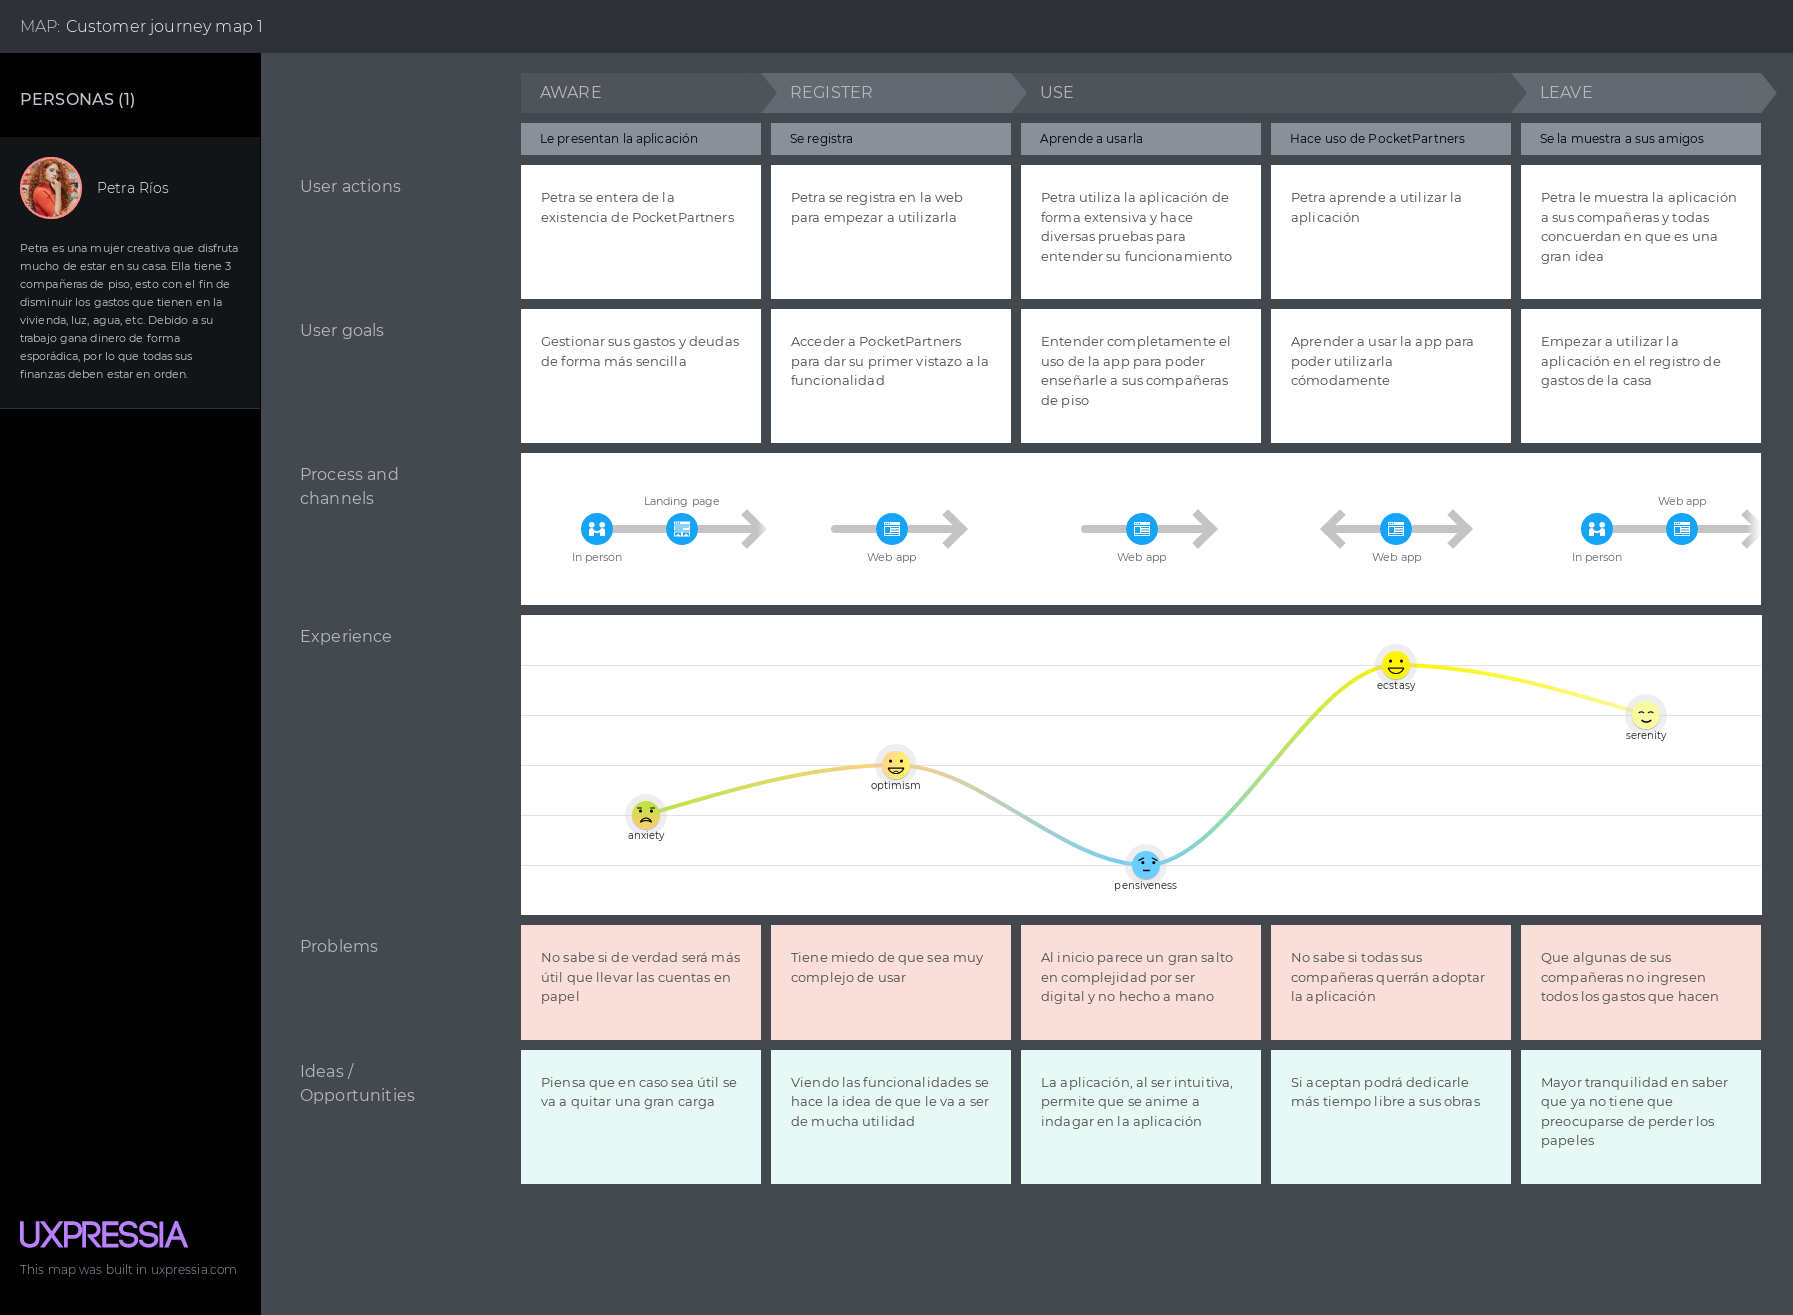 MAP: Customer journey map 1
PERSONAS (1)
Petra Ríos
Petra es una mujer creativa que disfruta
mucho de estar en su casa. Ella tiene 3
compañeras de piso, esto con el fin de
disminuir los gastos que tienen en la
vivienda, luz, agua, etc. Debido a su
trabajo gana dinero de forma
esporádica, por lo que todas sus
finanzas deben estar en orden.
AWARE
REGISTER
USE
LEAVE
Le presentan la aplicación
Se registra
Aprende a usarla
Hace uso de PocketPartners
Se la muestra a sus amigos
User actions
Petra se entera de la
existencia de PocketPartners
Petra se registra en la web
para empezar a utilizarla
Petra utiliza la aplicación de
forma extensiva y hace
diversas pruebas para
entender su funcionamiento
Petra aprende a utilizar la
aplicación
Petra le muestra la aplicación
a sus compañeras y todas
concuerdan en que es una
gran idea
User goals
Gestionar sus gastos y deudas
de forma más sencilla
Acceder a PocketPartners
para dar su primer vistazo a la
funcionalidad
Entender completamente el
uso de la app para poder
enseñarle a sus compañeras
de piso
Aprender a usar la app para
poder utilizarla
cómodamente
Empezar a utilizar la
aplicación en el registro de
gastos de la casa
Process and
channels
In person
Landing page
Web app
Web app
Web app
In person
Web app
Experience
anxiety
optimism
pensiveness
ecstasy
serenity
Problems
No sabe si de verdad será más
útil que llevar las cuentas en
papel
Tiene miedo de que sea muy
complejo de usar
Al inicio parece un gran salto
en complejidad por ser
digital y no hecho a mano
No sabe si todas sus
compañeras querrán adoptar
la aplicación
Que algunas de sus
compañeras no ingresen
todos los gastos que hacen
Ideas /
Opportunities
Piensa que en caso sea útil se
va a quitar una gran carga
Viendo las funcionalidades se
hace la idea de que le va a ser
de mucha utilidad
La aplicación, al ser intuitiva,
permite que se anime a
indagar en la aplicación
Si aceptan podrá dedicarle
más tiempo libre a sus obras
Mayor tranquilidad en saber
que ya no tiene que
preocuparse de perder los
papeles
UXPRESSIA
This map was built in uxpressia.com